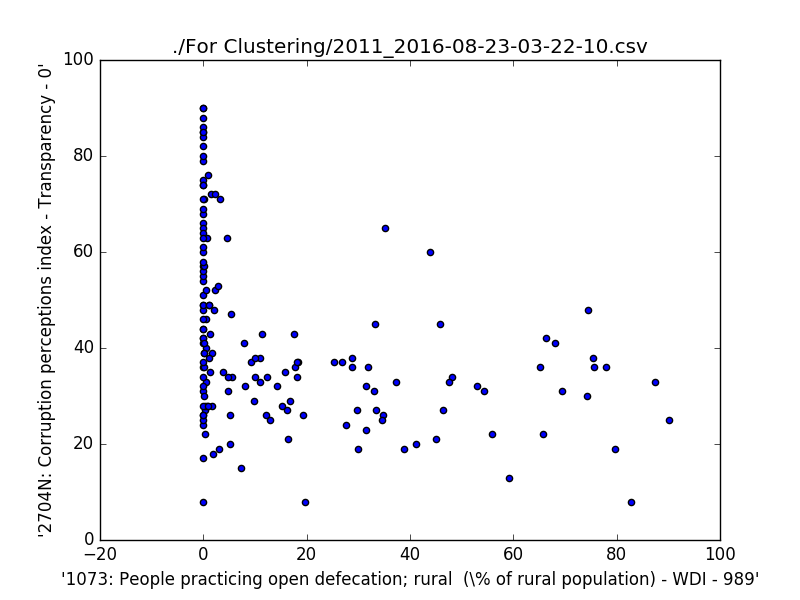 ./For Clustering/2011_2016-08-23-03-22-10.csv
'2704N: Corruption perceptions index - Transparency - 0'
100
80
60
40
20
0
−20 0 20 40 60 80 100
'1073: People practicing open defecation; rural  (\% of rural population) - WDI - 989'